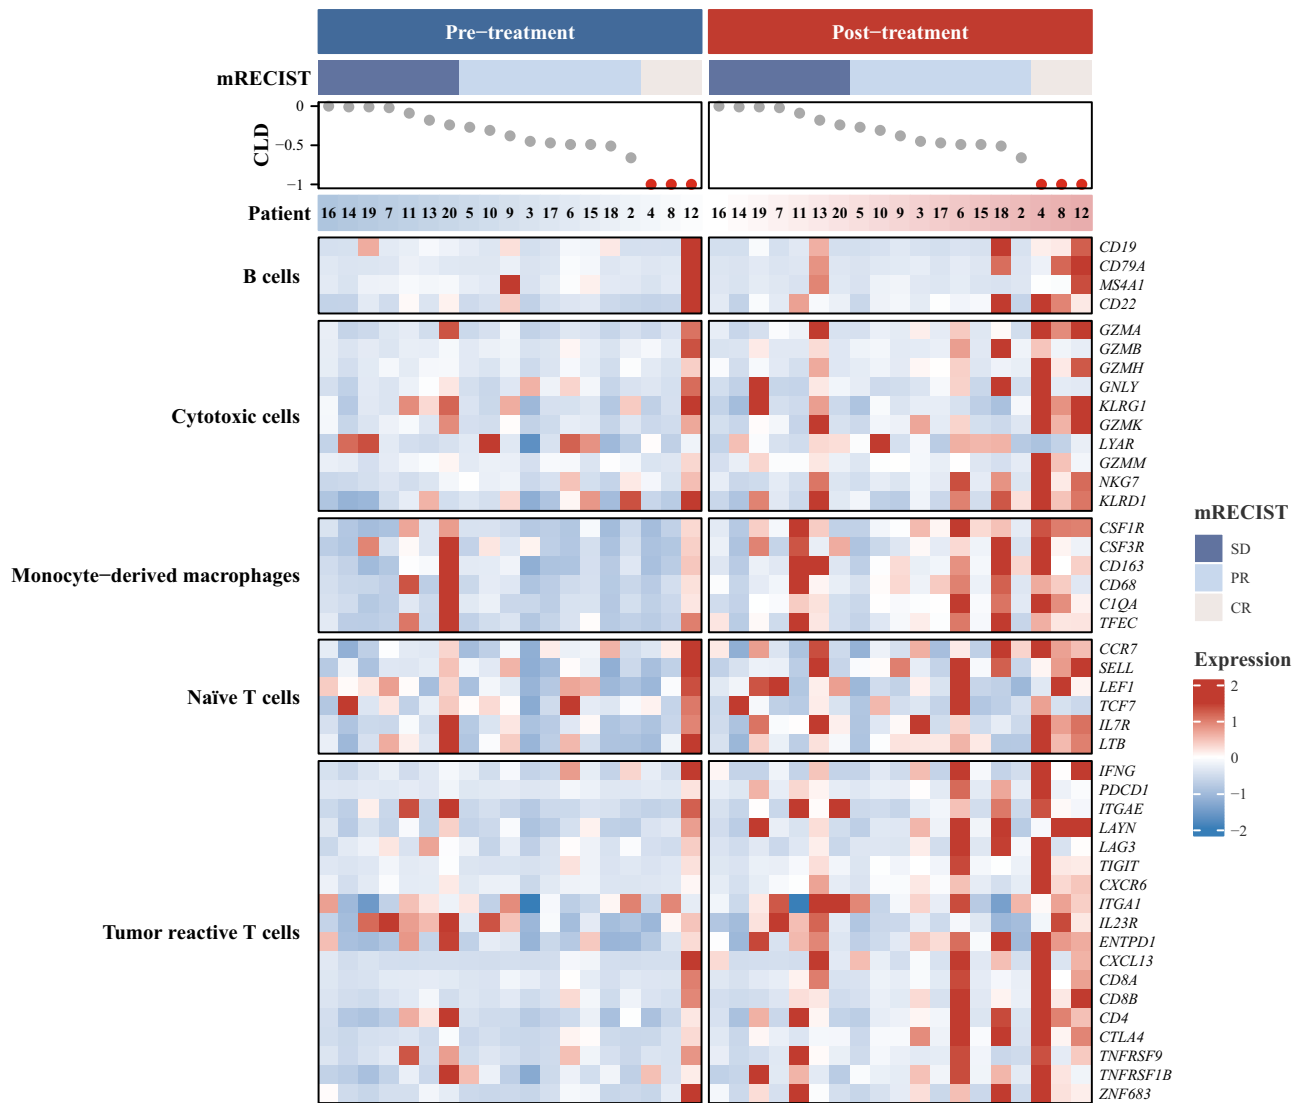 Pre−treatment Post−treatment
mRECIST
CLD
0
−0.5
−1
Patient 16 14 19 7 11 13 20 5 10 9 3 17 6 15 18 2 4 8 12 16 14 19 7 11 13 20 5 10 9 3 17 6 15 18 2 4 8 12
B cells
CD19
CD79A
MS4A1
CD22
Cytotoxic cells
GZMA
GZMB
GZMH
GNLY
KLRG1
GZMK
LYAR
GZMM
NKG7
KLRD1
Monocyte−derived macrophages
CSF1R
CSF3R
CD163
CD68
C1QA
TFEC
Naïve T cells
CCR7
SELL
LEF1
TCF7
IL7R
LTB
Tumor reactive T cells
IFNG
PDCD1
ITGAE
LAYN
LAG3
TIGIT
CXCR6
ITGA1
IL23R
ENTPD1
CXCL13
CD8A
CD8B
CD4
CTLA4
TNFRSF9
TNFRSF1B
ZNF683
mRECIST
SD
PR
CR
Expression
2
1
0
−1
−2